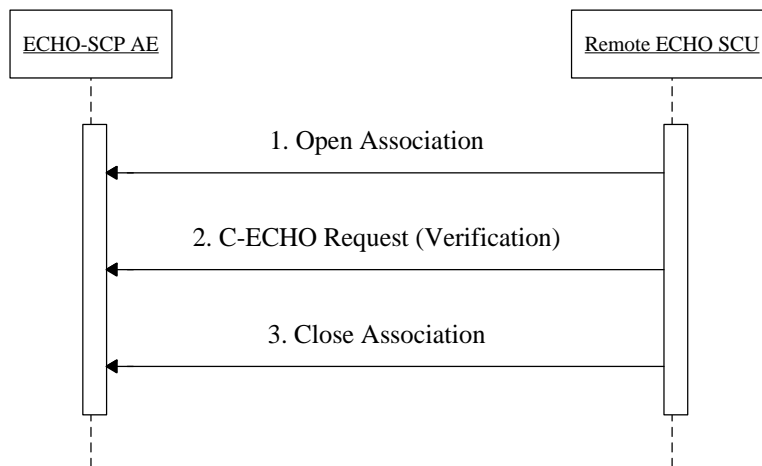 ECHO-SCP AE
Remote ECHO SCU
1. Open Association
2. C-ECHO Request (Verification)
3. Close Association